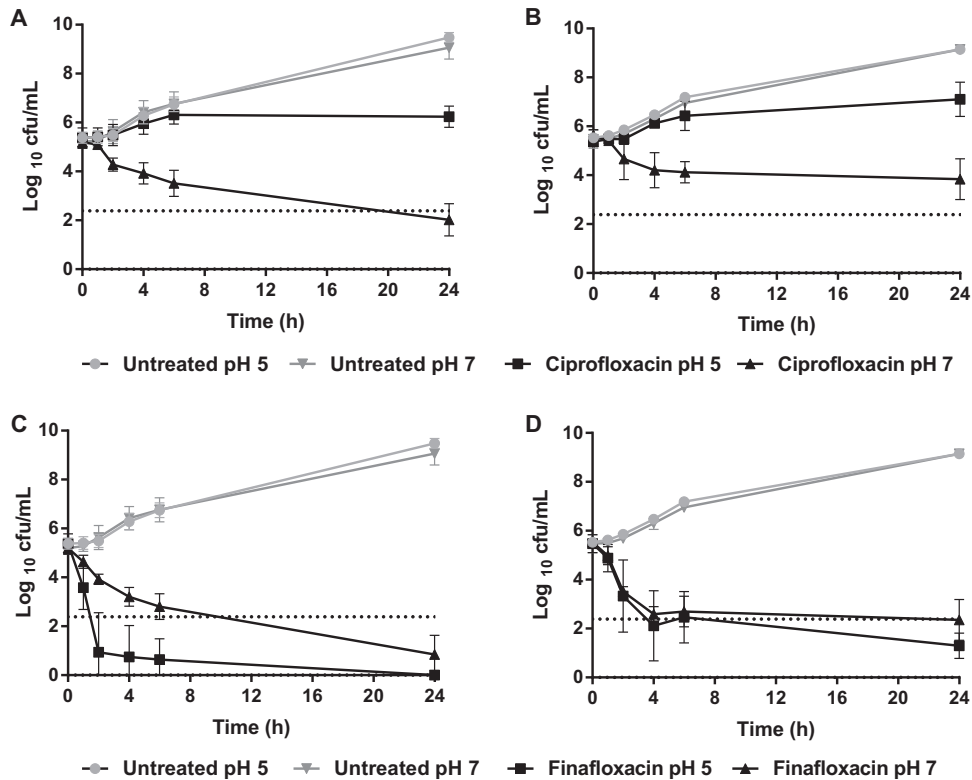 A
B
10
8
6
4
2
0
Log 10 cfu/mL
0 4 8 12 16 20 24
Time (h)
10
8
6
4
2
0
Log 10 cfu/mL
0 4 8 12 16 20 24
Time (h)
Untreated pH 5 Untreated pH 7 Ciprofloxacin pH 5 Ciprofloxacin pH 7
C
D
10
8
6
4
2
0
Log 10 cfu/mL
0 4 8 12 16 20 24
Time (h)
10
8
6
4
2
0
Log 10 cfu/mL
0 4 8 12 16 20 24
Time (h)
Untreated pH 5 Untreated pH 7 Finafloxacin pH 5 Finafloxacin pH 7